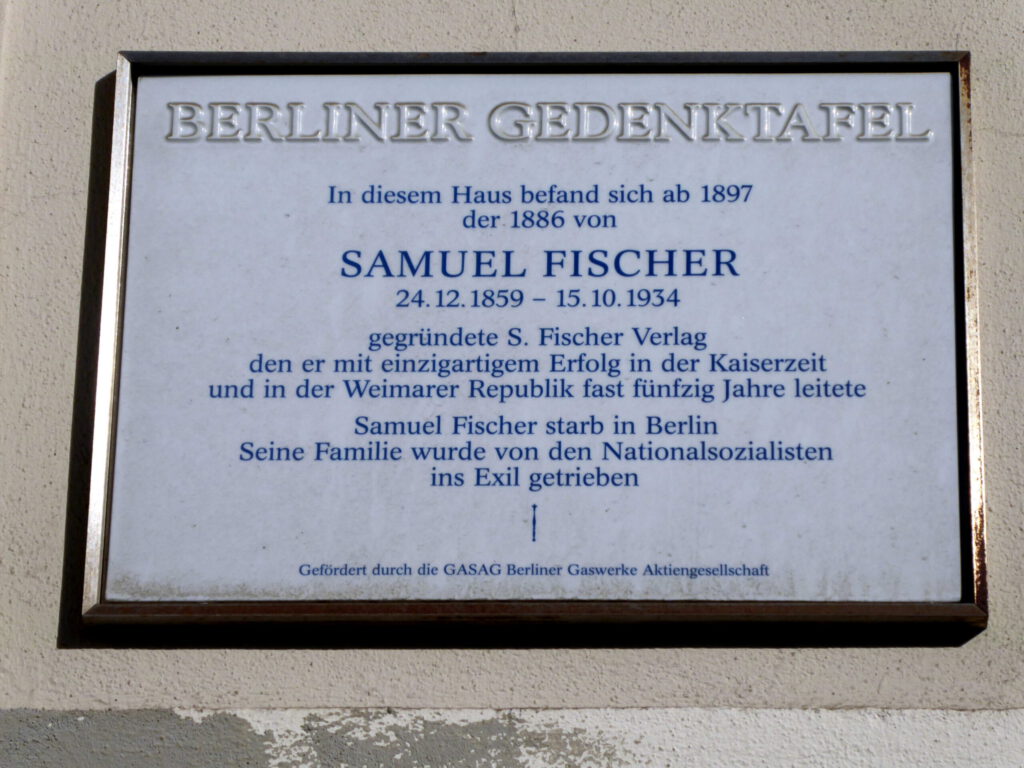 BERLINER GEDENKTAFEL
In diesem Haus befand sich ab 1897
der 1886 von
SAMUEL FISCHER
24.12.1859 – 15.10.1934
gegründete S. Fischer Verlag
den er mit einzigartigem Erfolg in der Kaiserzeit
und in der Weimarer Republik fast fünfzig Jahre leitete
Samuel Fischer starb in Berlin
Seine Familie wurde von den Nationalsozialisten
ins Exil getrieben
Gefördert durch die GASAG Berliner Gaswerke Aktiengesellschaft